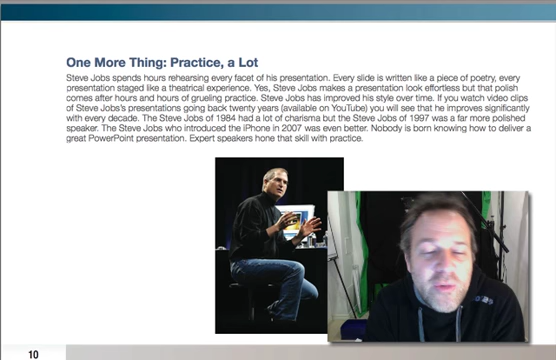 One More Thing: Practice, a Lot
Steve Jobs spends hours rehearsing every facet of his presentation. Every slide is written like a piece of poetry, every
presentation staged like a theatrical experience. Yes, Steve Jobs makes a presentation look effortless but that polish
comes after hours and hours of grueling practice. Steve Jobs has improved his style over time. If you watch video clips
of Steve Jobs's presentations going back twenty years (available on YouTube) you will see that he improves significantly
with every decade. The Steve Jobs of 1984 had a lot of charisma but the Steve Jobs of 1997 was a far more polished
speaker. The Steve Jobs who introduced the iPhone in 2007 was even better. Nobody is born knowing how to deliver a
great PowerPoint presentation. Expert speakers hone that skill with practice.
10